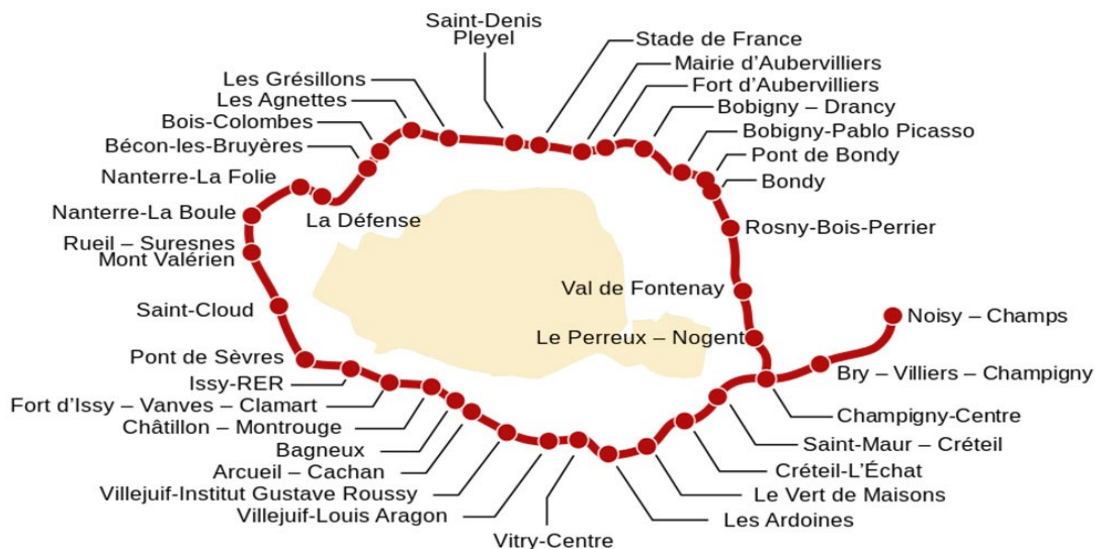 Saint-Denis
Pleyel
Stade de France
Mairie d'Aubervilliers
Les Grésillons
Fort d'Aubervilliers
Les Agnettes
Bobigny – Drancy
Bois-Colombes
Bobigny-Pablo Picasso
Bécon-les-Bruyères
Pont de Bondy
Nanterre-La Folie
Bondy
Nanterre-La Boule
La Défense
Rosny-Bois-Perrier
Rueil – Suresnes
Mont Valérien
Val de Fontenay
Saint-Cloud
Noisy – Champs
Le Perreux – Nogent
Pont de Sèvres
Bry – Villiers – Champigny
Issy-RER
Fort d'Issy – Vanves – Clamart
Champigny-Centre
Châtillon – Montrouge
Saint-Maur – Créteil
Bagneux
Arcueil – Cachan
Créteil-L'Échat
Villejuif-Institut Gustave Roussy
Le Vert de Maisons
Villejuif-Louis Aragon
Les Ardoines
Vitry-Centre